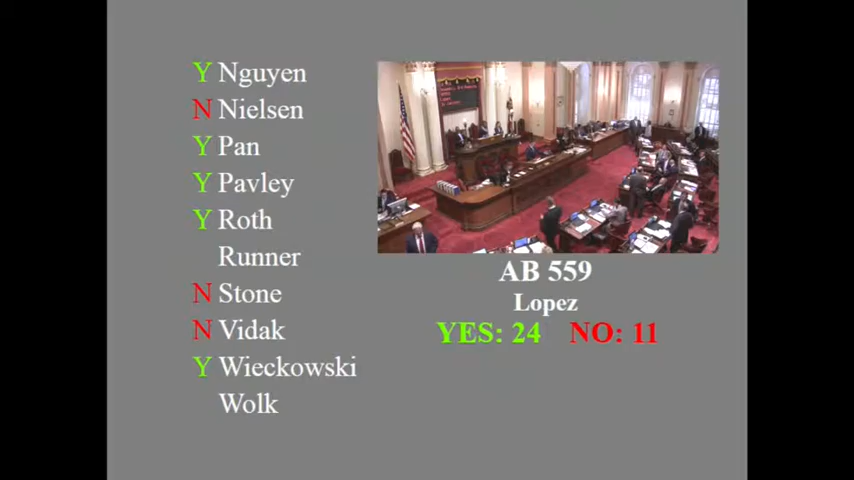 Y Nguyen
N Nielsen
Y Pan
Y Pavley
Y Roth
Runner
N Stone
N Vidak
Y Wieckowski
Wolk
AB 559
Lopez
YES: 24 NO: 11